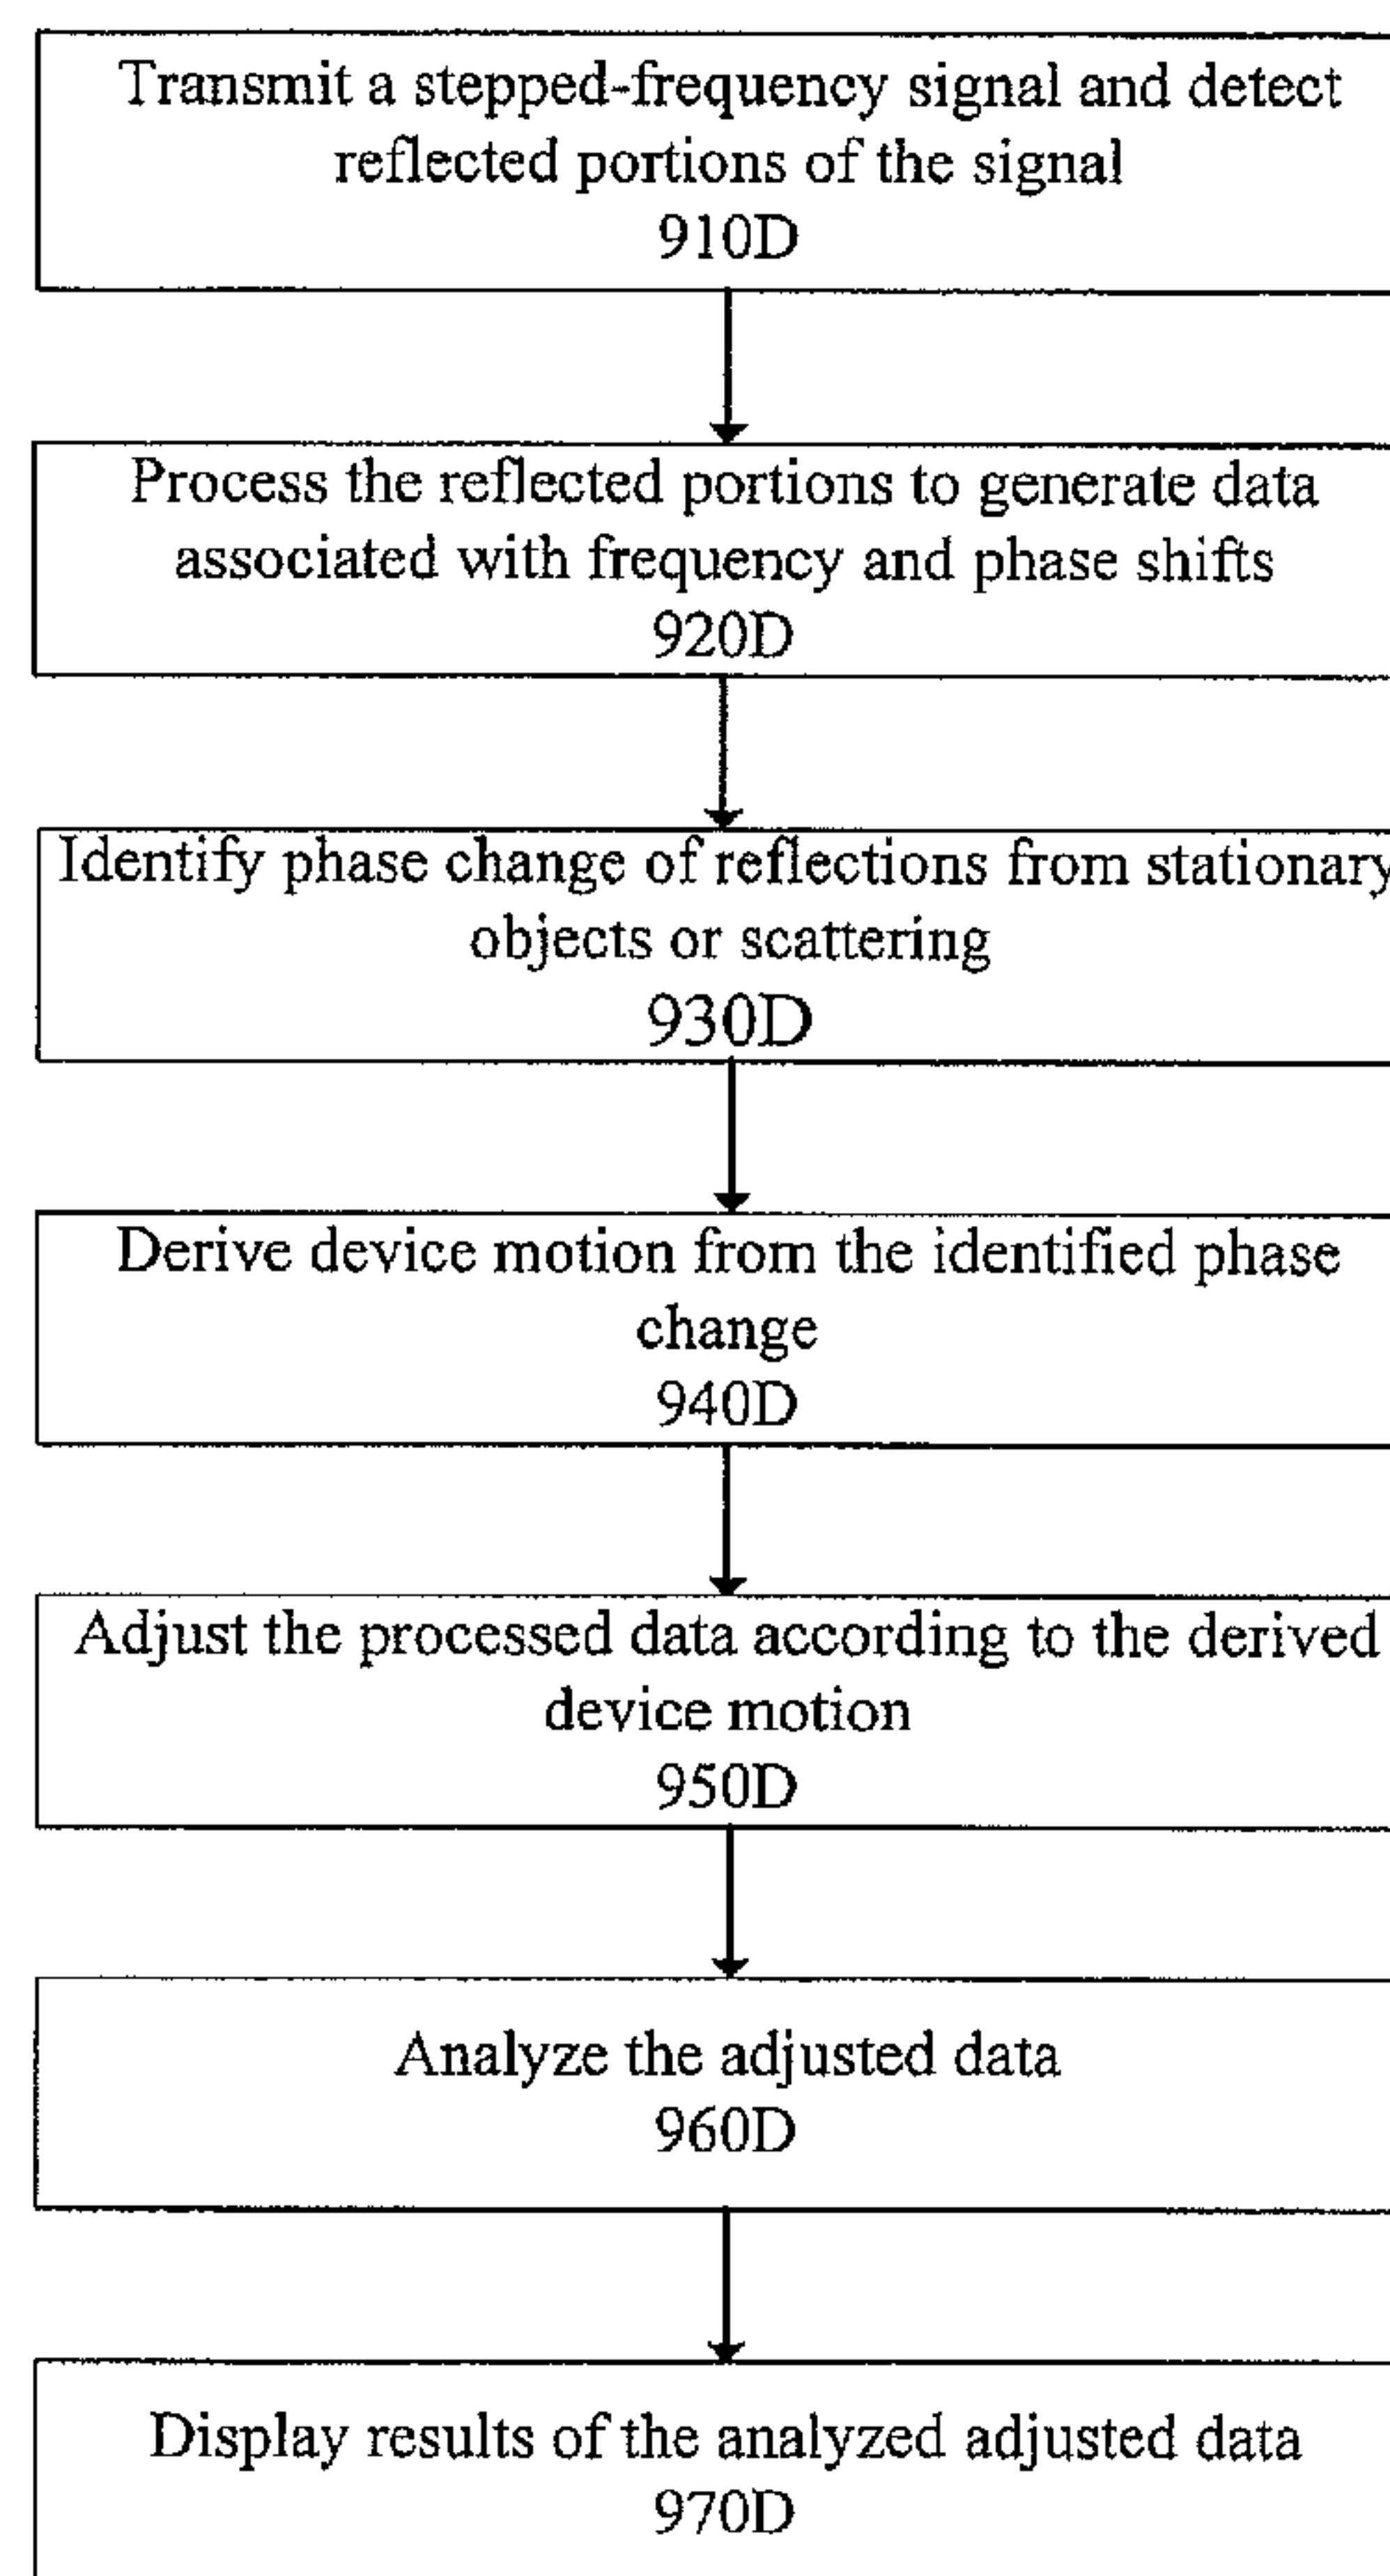 Transmit a stepped-frequency signal and detect
reflected portions of the signal
910D
Process the reflected portions to generate data
associated with frequency and phase shifts
920D
Identify phase change of reflections from stationary
objects or scattering
930D
Derive device motion from the identified phase
change
940D
Adjust the processed data according to the derived
device motion
950D
Analyze the adjusted data
960D
Display results of the analyzed adjusted data
970D